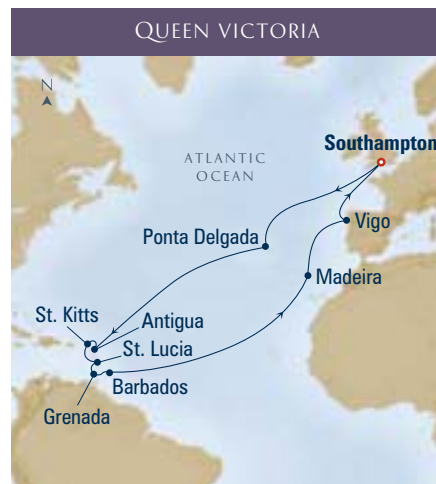 QUEEN VICTORIA
N
Southampton
ATLANTIC
OCEAN
Vigo
Ponta Delgada
Madeira
St. Kitts
Antigua
St. Lucia
Barbados
Grenada